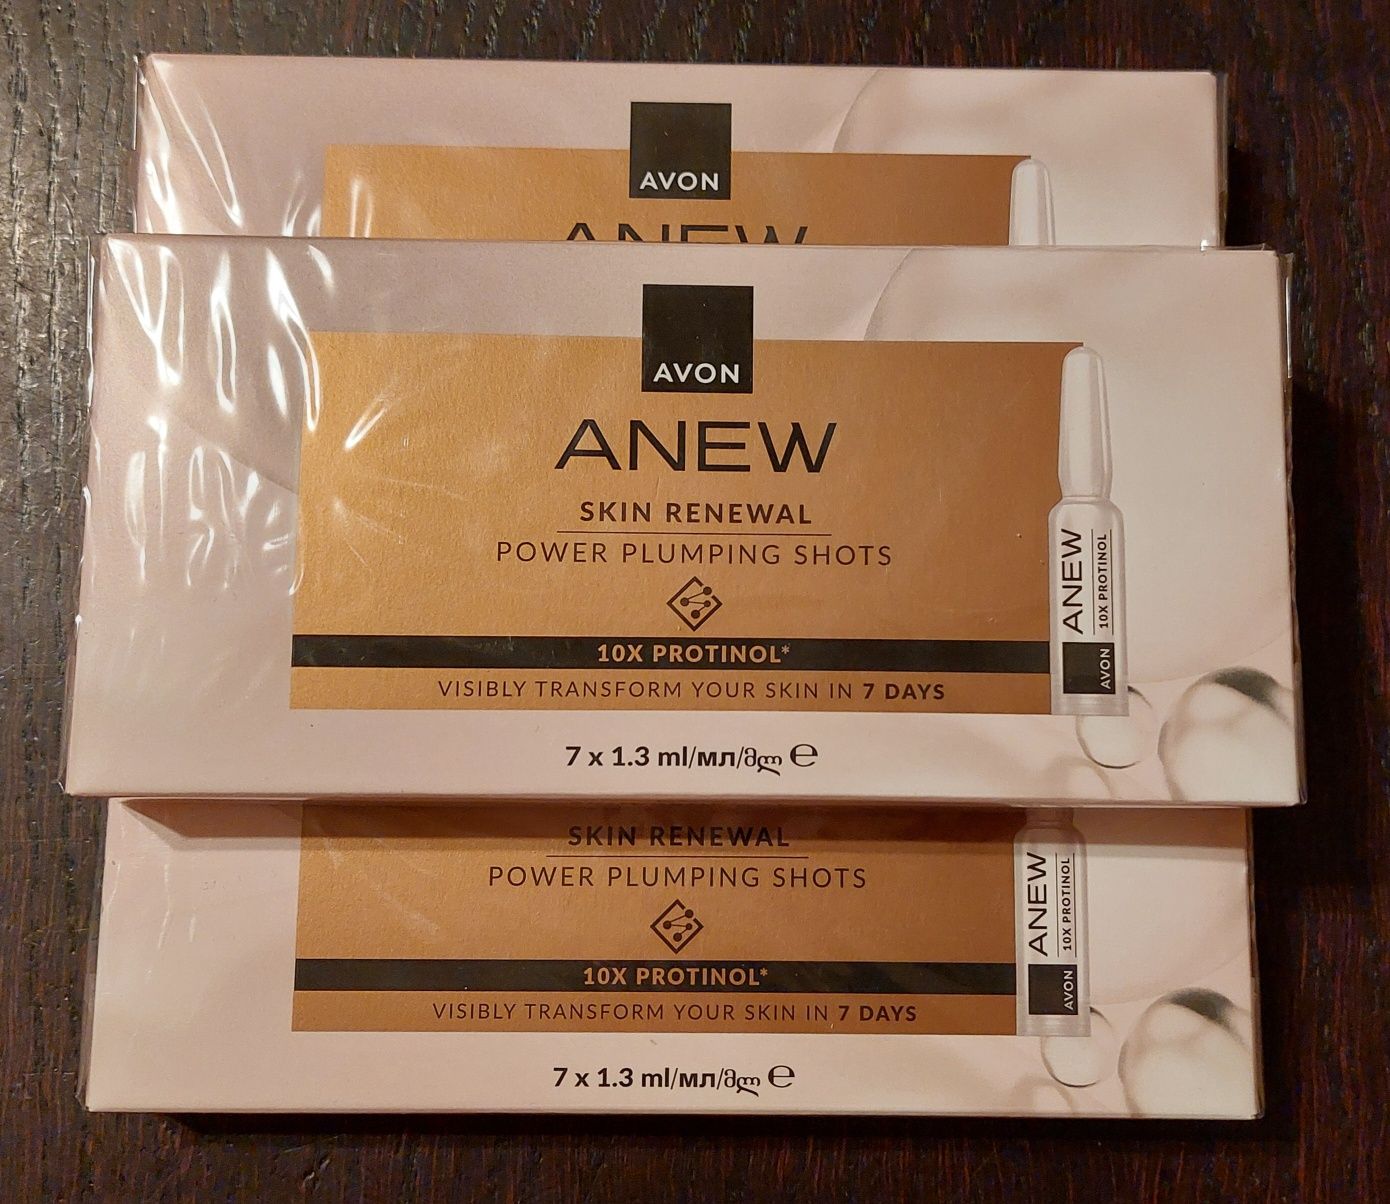 AVON
ANEW
AVON
ANEW
SKIN RENEWAL
POWER PLUMPING SHOTS
10X PROTINOL*
VISIBLY TRANSFORM YOUR SKIN IN 7 DAYS
7 x 1.3 ml/мл/მლ ℮
AVON ANEW
10X PROTINOL
SKIN RENEWAL
POWER PLUMPING SHOTS
10X PROTINOL*
VISIBLY TRANSFORM YOUR SKIN IN 7 DAYS
7 x 1.3 ml/мл/მლ ℮
AVON ANEW
10X PROTINOL